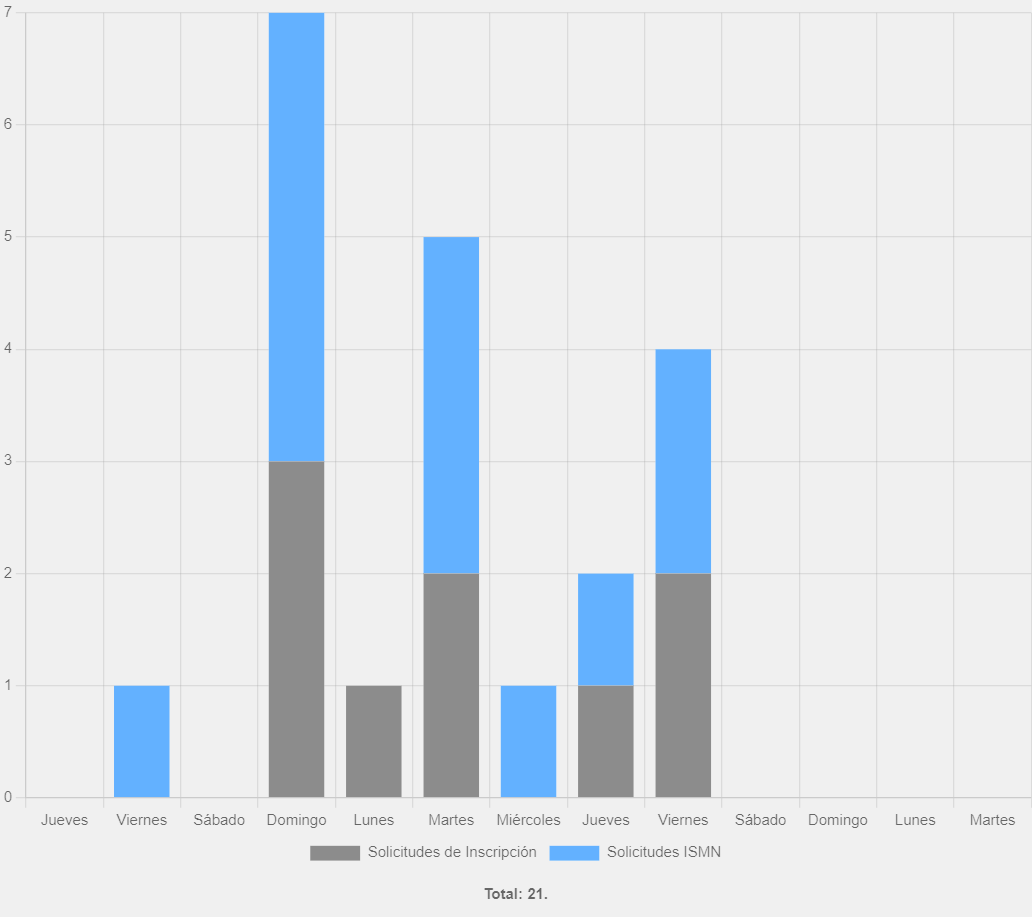 7
6
5
4
3
2
1
0
Jueves Viernes Sábado Domingo Lunes Martes Miércoles Jueves Viernes Sábado Domingo Lunes Martes
Solicitudes de Inscripción Solicitudes ISMN
Total: 21.